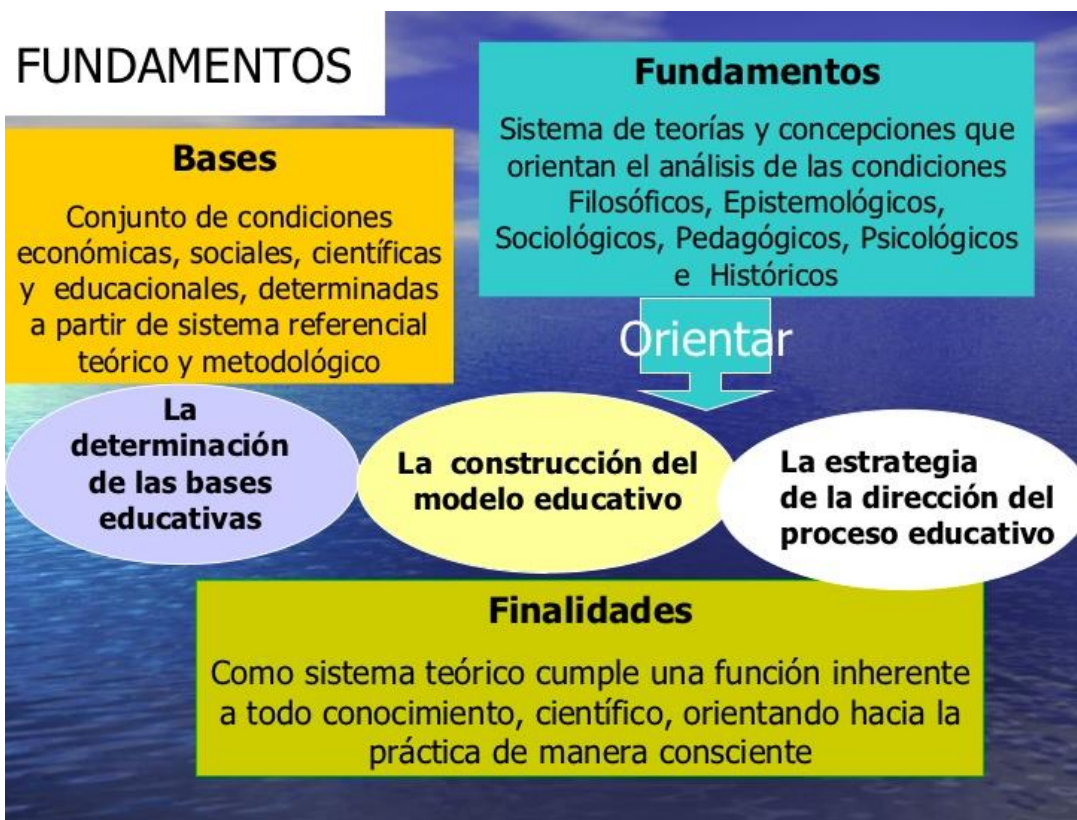 FUNDAMENTOS
Bases
Conjunto de condiciones
económicas, sociales, científicas
y educacionales, determinadas
a partir de sistema referencial
teórico y metodológico
Fundamentos
Sistema de teorías y concepciones que
orientan el análisis de las condiciones
Filosóficos, Epistemológicos,
Sociológicos, Pedagógicos, Psicológicos
e Históricos
Orientar
La
determinación
de las bases
educativas
La construcción del
modelo educativo
La estrategia
de la dirección del
proceso educativo
Finalidades
Como sistema teórico cumple una función inherente
a todo conocimiento, científico, orientando hacia la
práctica de manera consciente